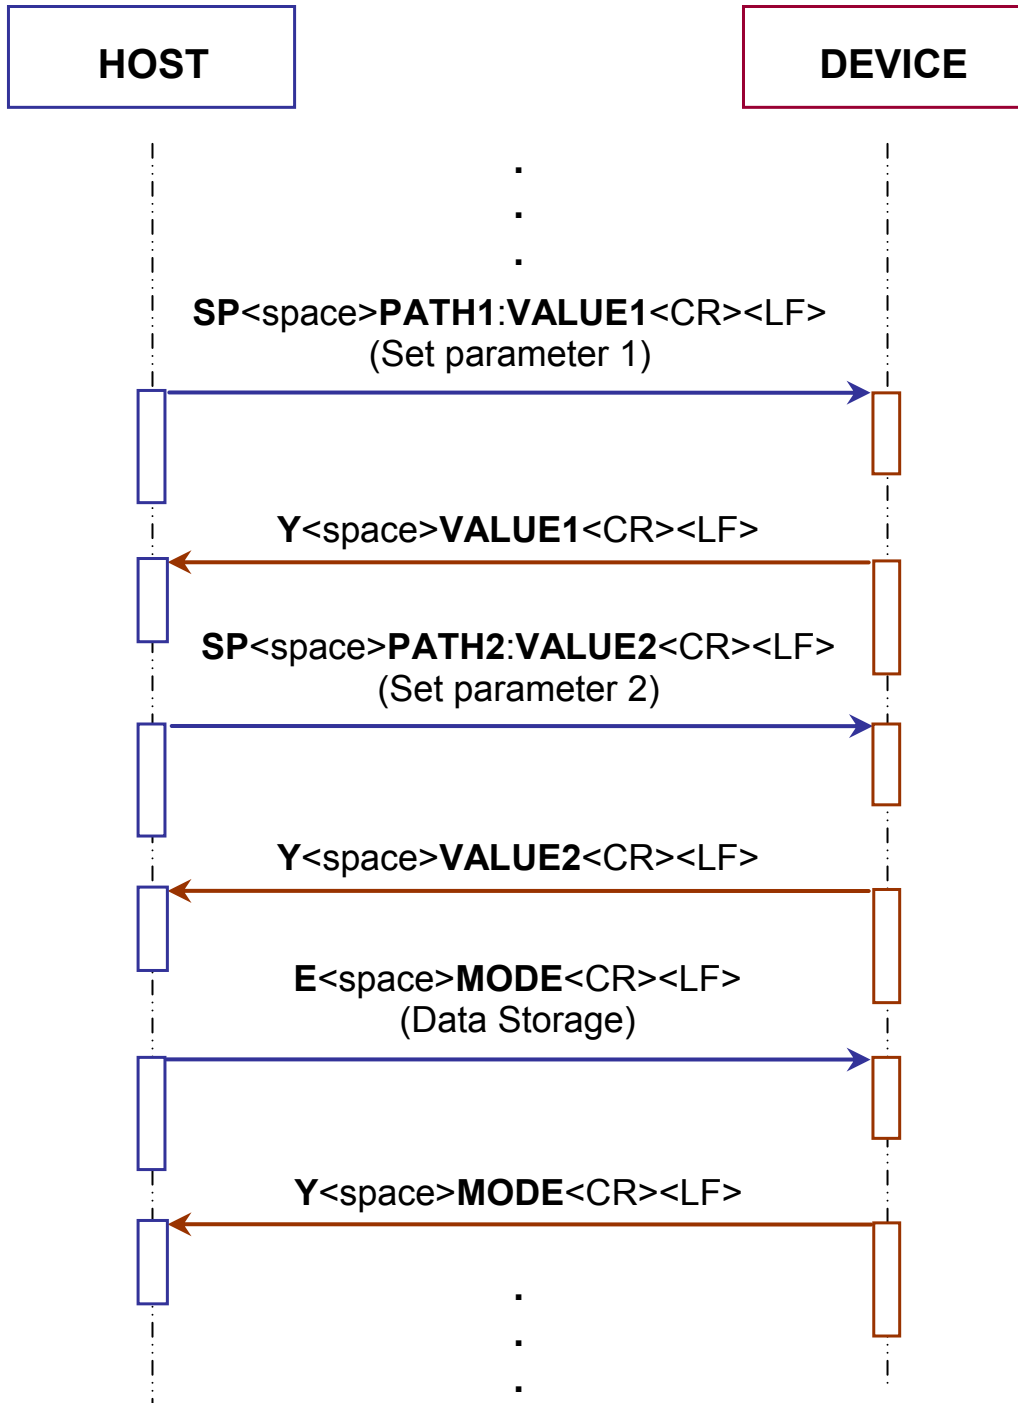 HOST
DEVICE
.
.
.
SP<space>PATH1:VALUE1<CR><LF>
(Set parameter 1)
Y<space>VALUE1<CR><LF>
SP<space>PATH2:VALUE2<CR><LF>
(Set parameter 2)
Y<space>VALUE2<CR><LF>
E<space>MODE<CR><LF>
(Data Storage)
Y<space>MODE<CR><LF>
.
.
.